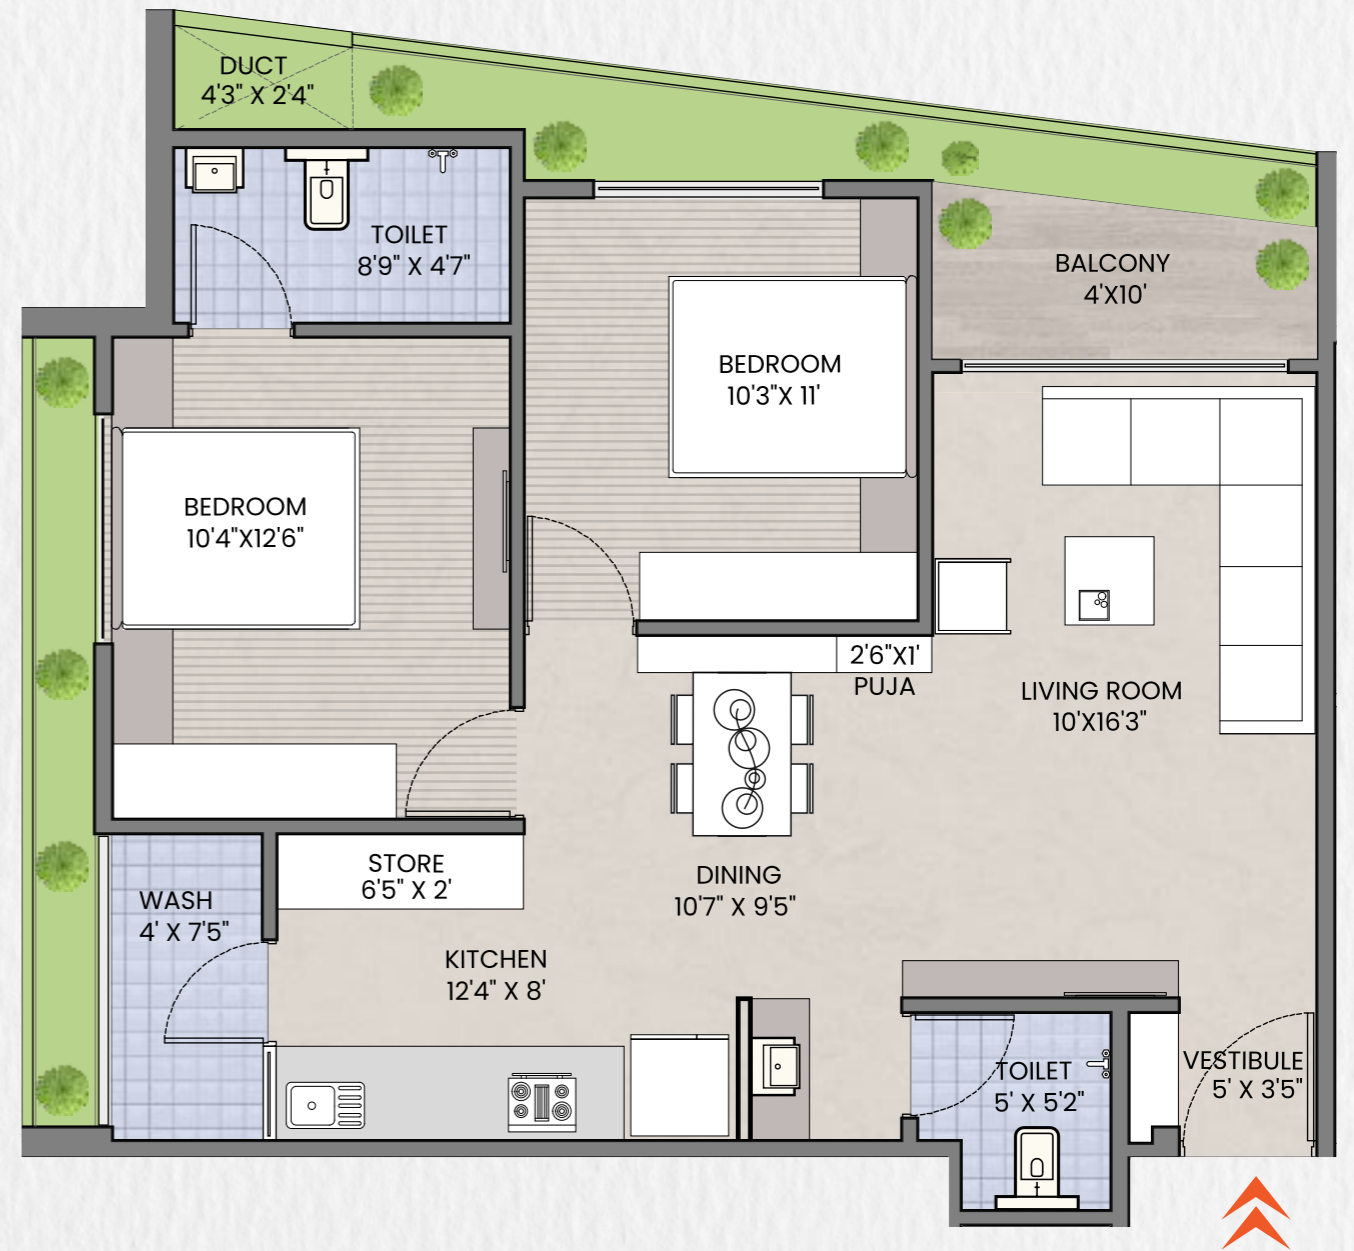 DUCT
4'3" X 2'4"
TOILET
8'9" X 4'7"
BALCONY
4'X10'
BEDROOM
10'3"X 11'
BEDROOM
10'4"X12'6"
2'6"X1'
PUJA
LIVING ROOM
10'X16'3"
STORE
6'5" X 2'
DINING
10'7" X 9'5"
WASH
4' X 7'5"
KITCHEN
12'4" X 8'
TOILET
5' X 5'2"
VESTIBULE
5' X 3'5"